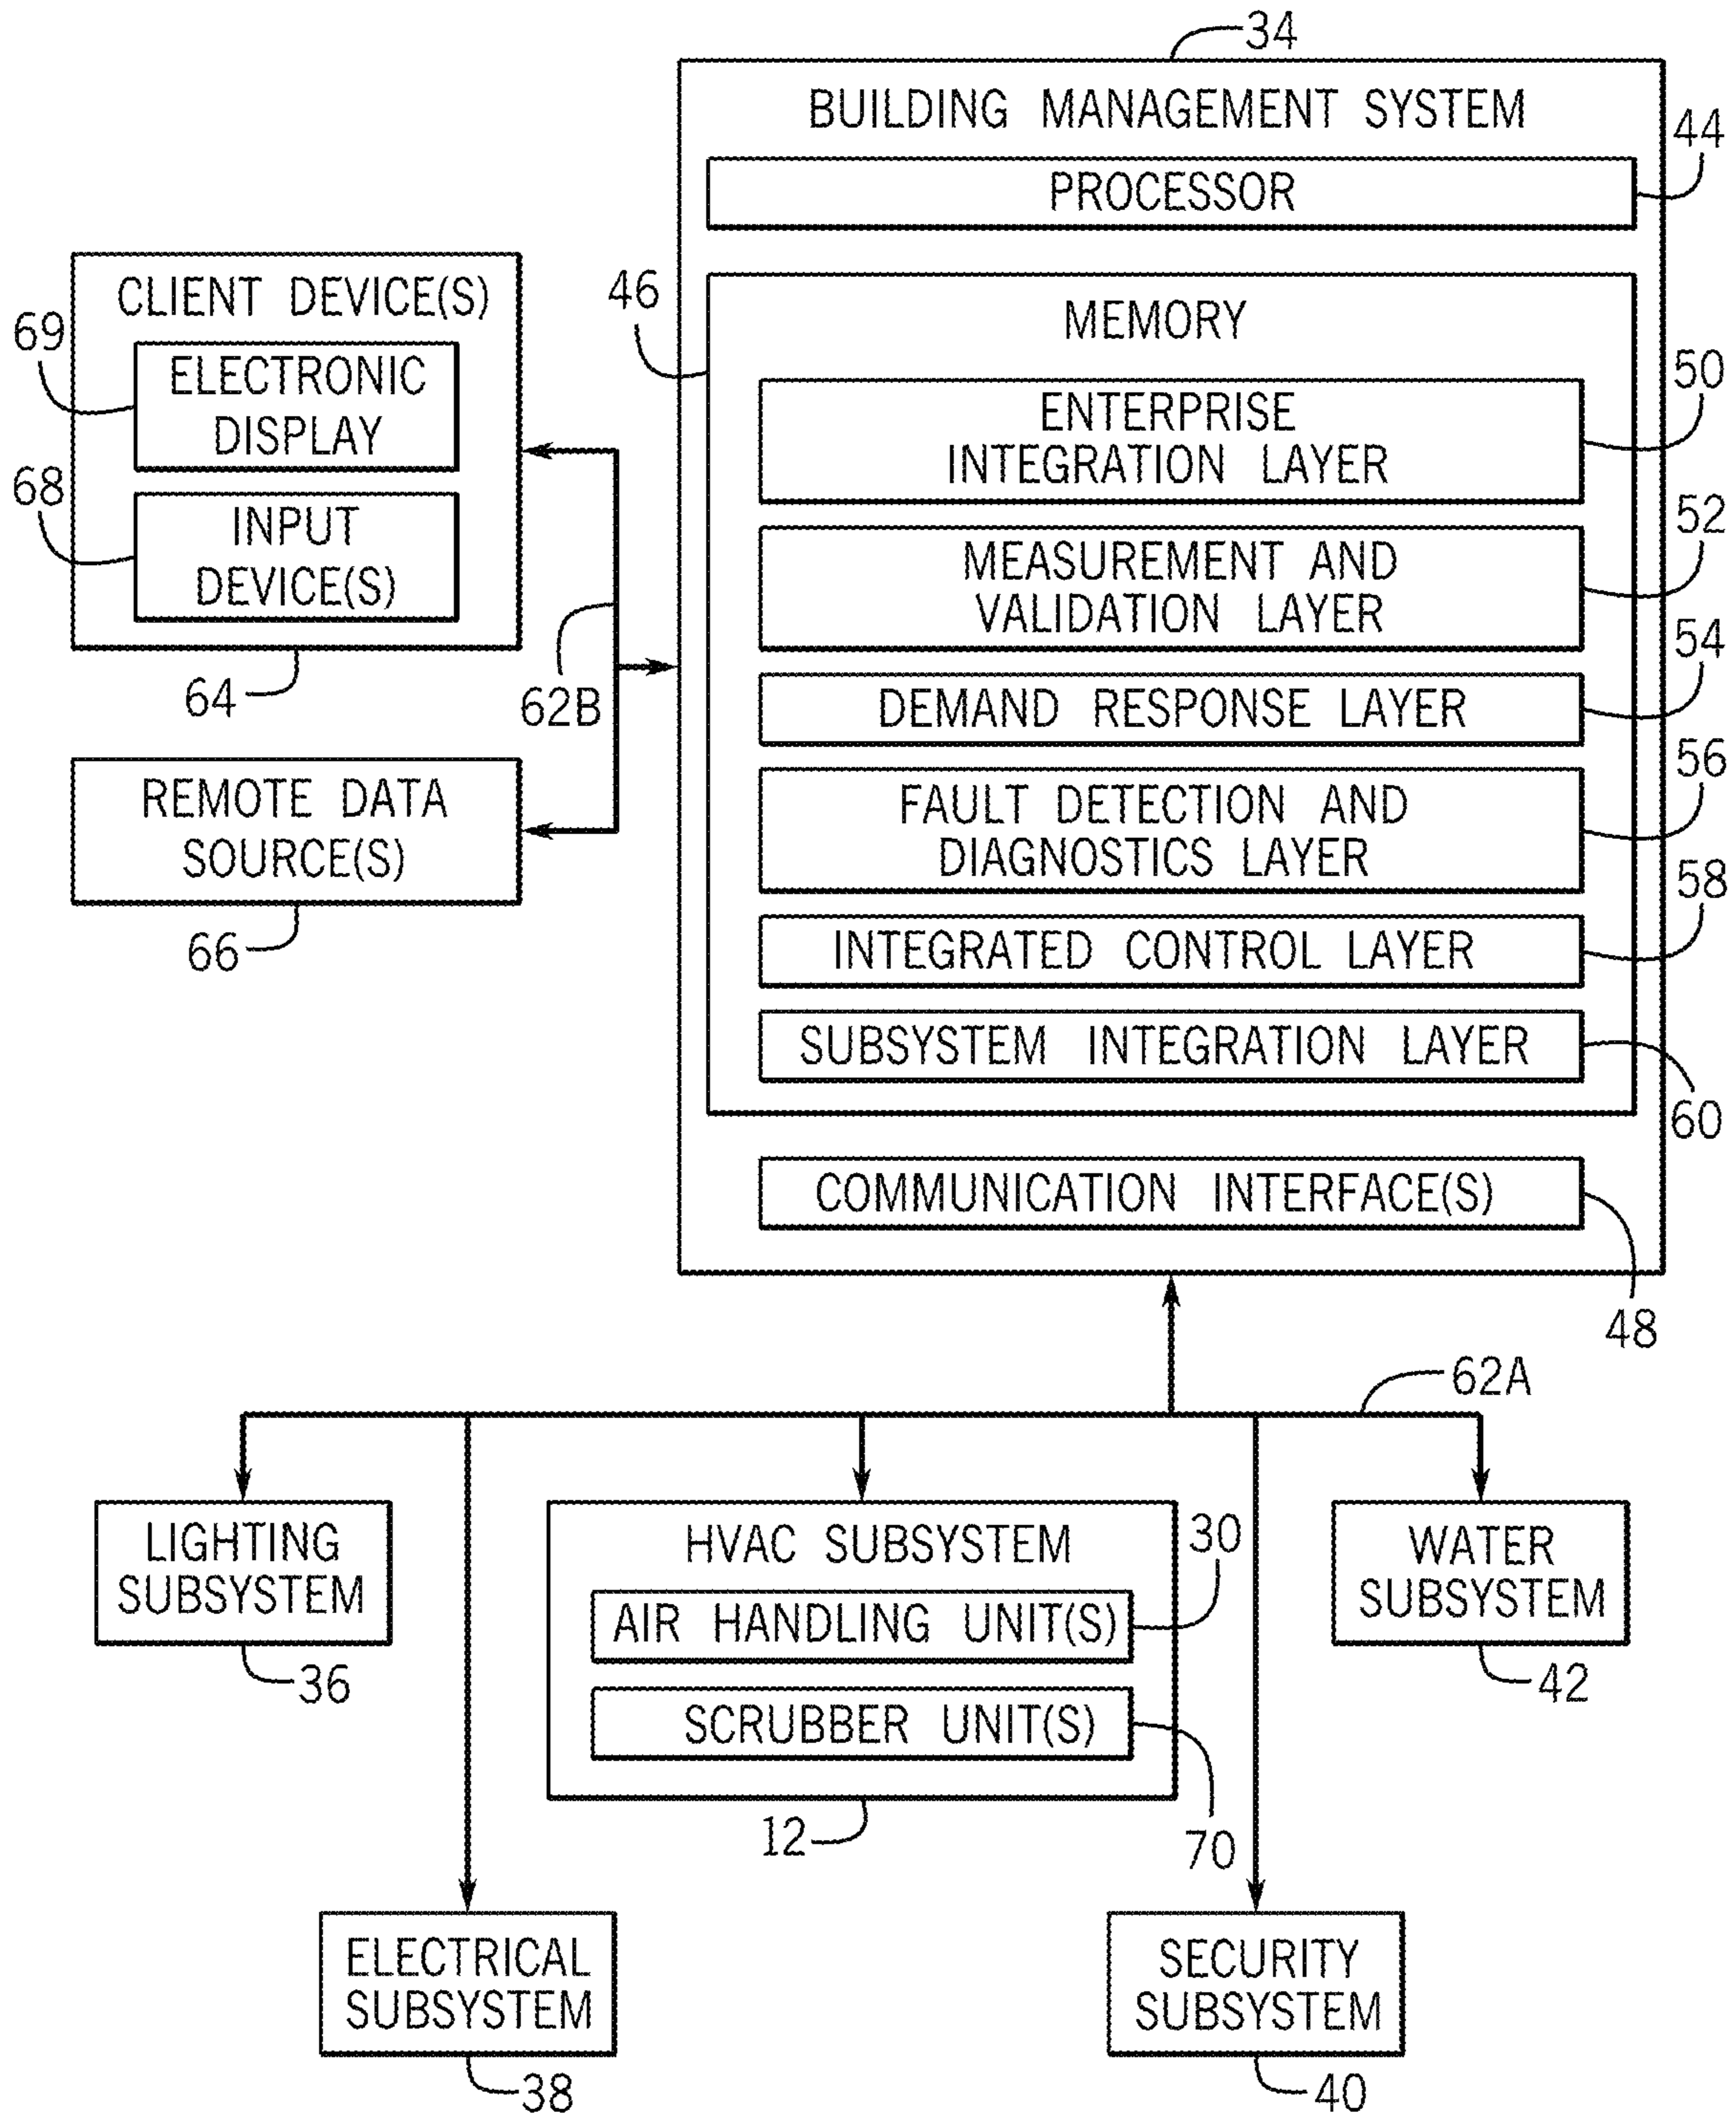 34
BUILDING MANAGEMENT SYSTEM
44
PROCESSOR
46
MEMORY
50
ENTERPRISE
INTEGRATION LAYER
52
MEASUREMENT AND
VALIDATION LAYER
54
DEMAND RESPONSE LAYER
56
FAULT DETECTION AND
DIAGNOSTICS LAYER
58
INTEGRATED CONTROL LAYER
SUBSYSTEM INTEGRATION LAYER
60
COMMUNICATION INTERFACE(S)
48
CLIENT DEVICE(S)
69
ELECTRONIC
DISPLAY
68
INPUT
DEVICE(S)
64
62B
REMOTE DATA
SOURCE(S)
66
62A
LIGHTING
SUBSYSTEM
36
HVAC SUBSYSTEM
30
AIR HANDLING UNIT(S)
SCRUBBER UNIT(S)
12
70
WATER
SUBSYSTEM
42
ELECTRICAL
SUBSYSTEM
38
SECURITY
SUBSYSTEM
40